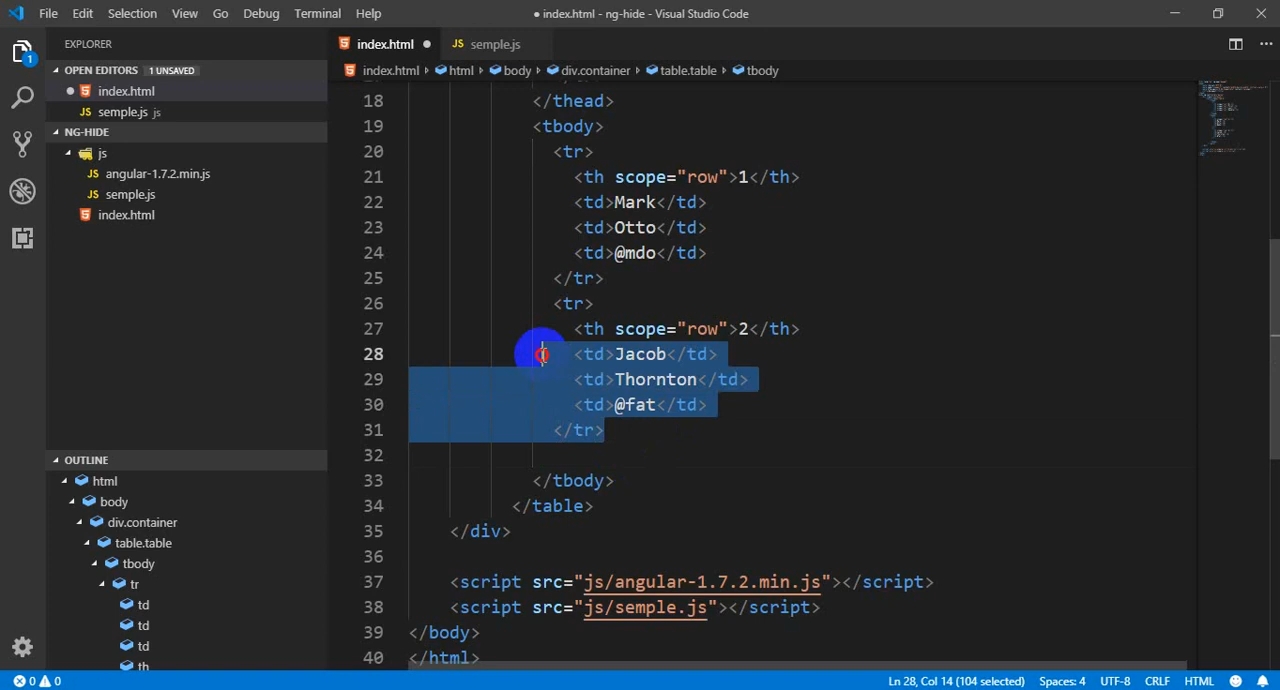 File Edit Selection View Go Debug Terminal Help ● index.html - ng-hide - Visual Studio Code
EXPLORER
OPEN EDITORS 1 UNSAVED
index.html
semple.js js
NG-HIDE
js
angular-1.7.2.min.js
semple.js
index.html
OUTLINE
html
body
div.container
table.table
tbody
tr
td
td
td
th
index.html semple.js
index.html html body div.container table.table tbody
18 </thead>
19 <tbody>
20 <tr>
21 <th scope="row">1</th>
22 <td>Mark</td>
23 <td>Otto</td>
24 <td>@mdo</td>
25 </tr>
26 <tr>
27 <th scope="row">2</th>
28 <td>Jacob</td>
29 <td>Thornton</td>
30 <td>@fat</td>
31 </tr>
32
33 </tbody>
34 </table>
35 </div>
36
37 <script src="js/angular-1.7.2.min.js"></script>
38 <script src="js/semple.js"></script>
39 </body>
40 </html>
0 0 Ln 28, Col 14 (104 selected) Spaces: 4 UTF-8 CRLF HTML